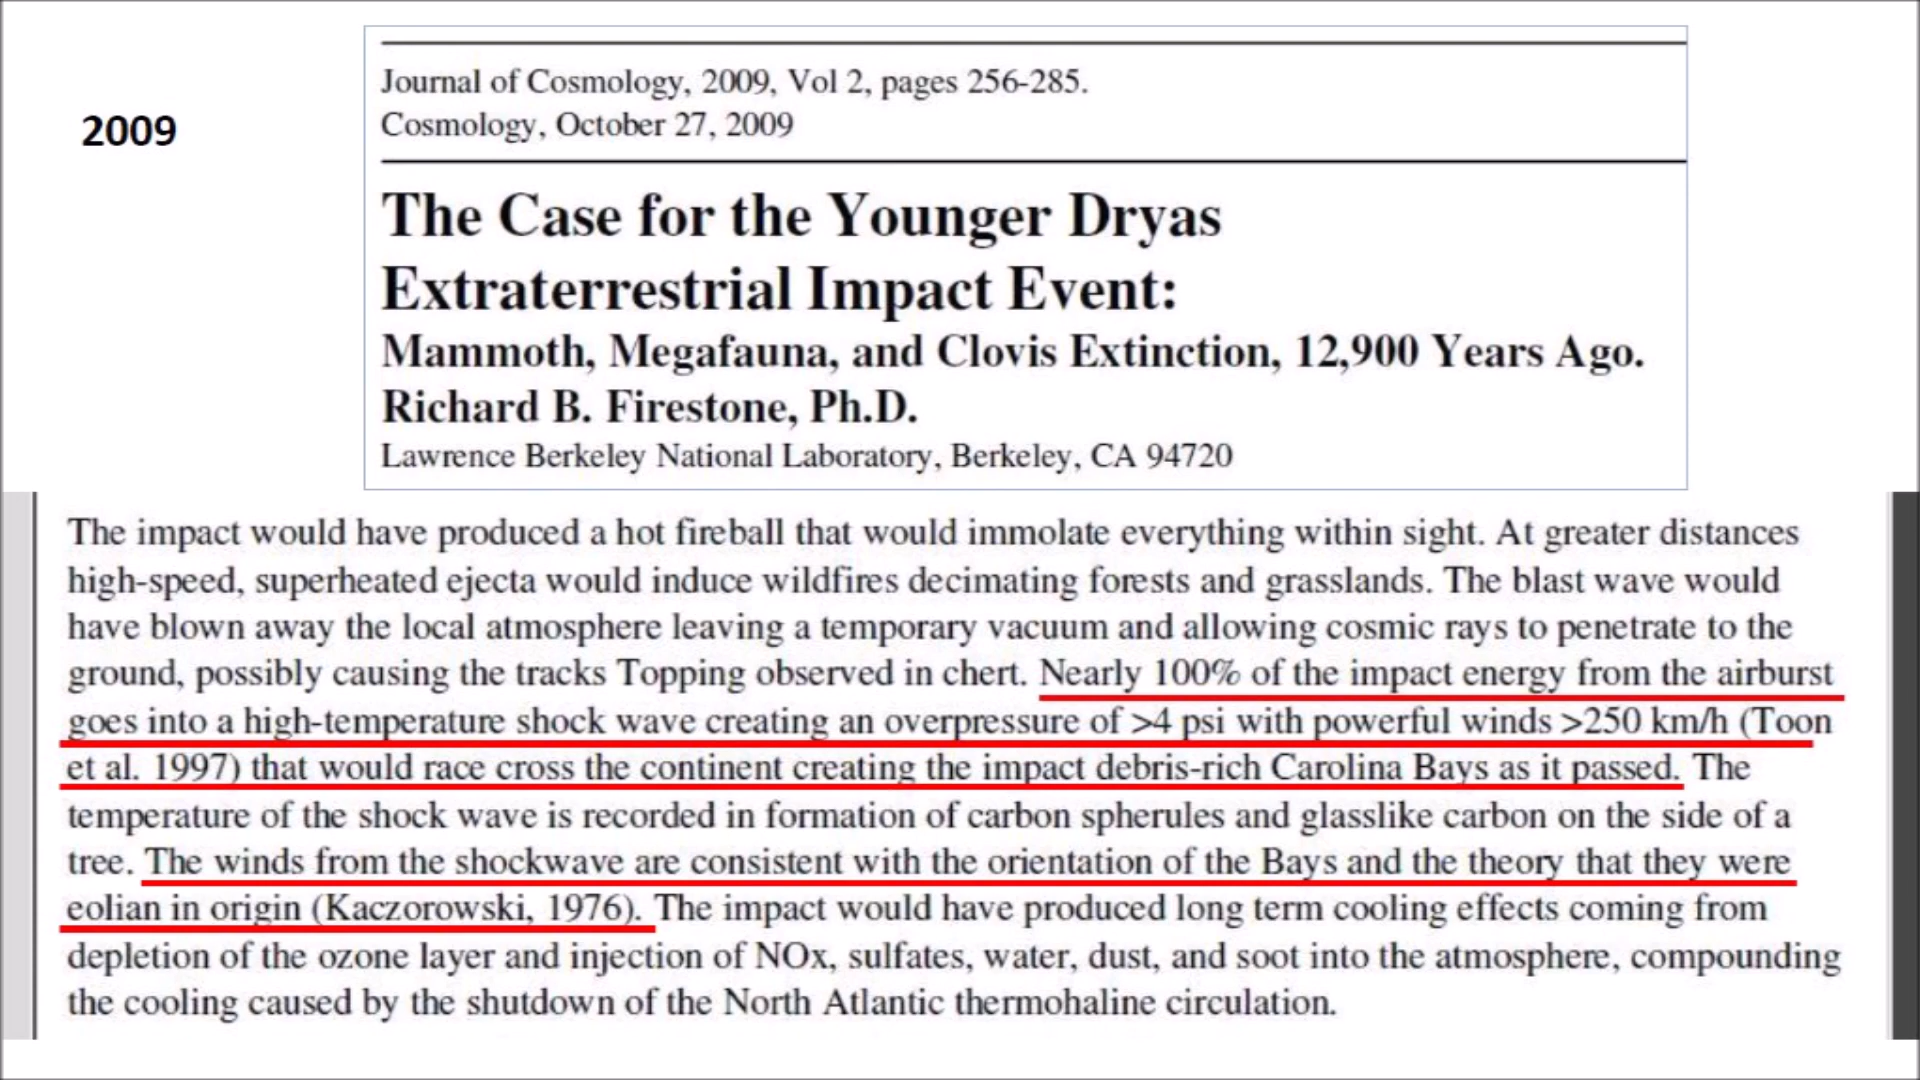 2009
Journal of Cosmology, 2009, Vol 2, pages 256-285.
Cosmology, October 27, 2009
The Case for the Younger Dryas
Extraterrestrial Impact Event:
Mammoth, Megafauna, and Clovis Extinction, 12,900 Years Ago.
Richard B. Firestone, Ph.D.
Lawrence Berkeley National Laboratory, Berkeley, CA 94720
The impact would have produced a hot fireball that would immolate everything within sight. At greater distances
high-speed, superheated ejecta would induce wildfires decimating forests and grasslands. The blast wave would
have blown away the local atmosphere leaving a temporary vacuum and allowing cosmic rays to penetrate to the
ground, possibly causing the tracks Topping observed in chert. Nearly 100% of the impact energy from the airburst
goes into a high-temperature shock wave creating an overpressure of >4 psi with powerful winds >250 km/h (Toon
et al. 1997) that would race cross the continent creating the impact debris-rich Carolina Bays as it passed. The
temperature of the shock wave is recorded in formation of carbon spherules and glasslike carbon on the side of a
tree. The winds from the shockwave are consistent with the orientation of the Bays and the theory that they were
eolian in origin (Kaczorowski, 1976). The impact would have produced long term cooling effects coming from
depletion of the ozone layer and injection of NOx, sulfates, water, dust, and soot into the atmosphere, compounding
the cooling caused by the shutdown of the North Atlantic thermohaline circulation.